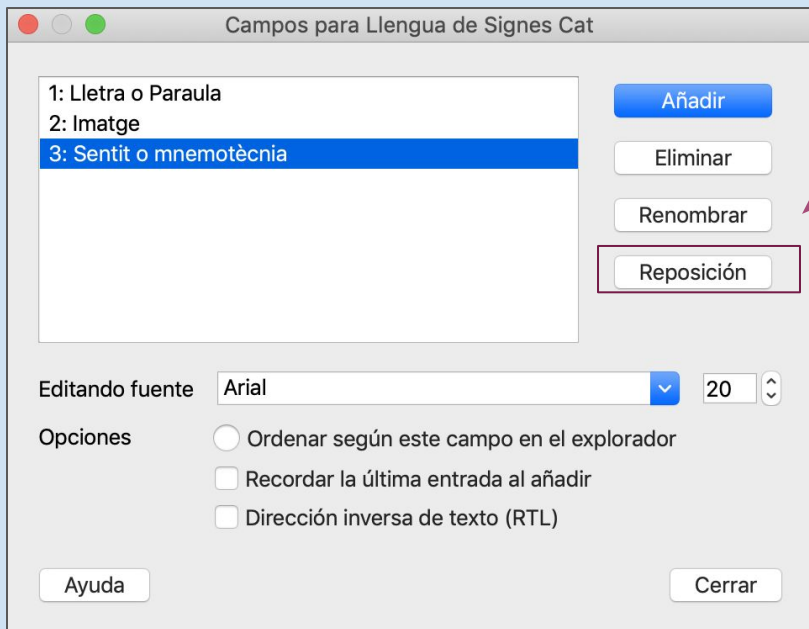 Campos para Llengua de Signes Cat
1: Lletra o Paraula
2: Imatge
3: Sentit o mnemotècnia
Añadir
Eliminar
Renombrar
Reposición
Editando fuente
Arial
20
Opciones
Ordenar según este campo en el explorador
Recordar la última entrada al añadir
Dirección inversa de texto (RTL)
Ayuda
Cerrar